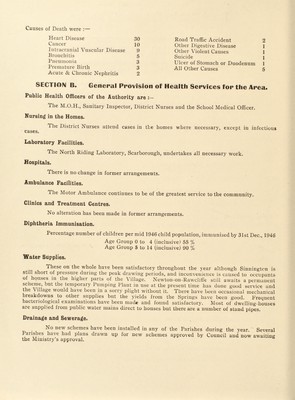 Causes of Death were :—
Heart Disease 30
Cancer 10
Intracranial Vascular Disease 9
Bronchitis 5
Pneumonia 3
Premature Birth 3
Acute & Chronic Nephritis 2
Road Traffic Accident 2
Other Digestive Disease 1
Other Violent Causes 1
Suicide 1
Ulcer of Stomach or Duodenum 1
All Other Causes 5
SECTION B. General Provision of Health Services for the Area.
Public Health Officers of the Authority are :—
The M.O.H., Sanitary Inspector, District Nurses and the School Medical Officer.
Nursing in the Homes.
The District Nurses attend cases in the homes where necessary, except in infectious
cases.
Laboratory Facilities.
The North Riding Laboratory, Scarborough, undertakes all necessary work.
Hospitals.
There is no change in former arrangements.
Ambulance Facilities.
The Motor Ambulance continues to be of the greatest service to the community.
Clinics and Treatment Centres.
No alteration has been made in former arrangements.
Diphtheria Immunisation.
Percentage number of children per mid 1946 child population, immunised by 31st Dec., 1946
Age Group 0 to 4 (inclusive) 55 %
Age Group 5 to 14 (inclusive) 99 %
Water Supplies.
These on the whole have been satisfactory throughout the year although Sinnington is
still short of pressure during the peak drawing periods, and inconvenience is caused to occupants
of houses in the higher parts of the Village. Newton-on-Rawcliffe still awaits a permanent
scheme, but the temporary Pumping Plant in use at the present time has done good service and
the Village would have been in a sorry plight without it. There have been occasional mechanical
breakdowns to other supplies but the yields from the Springs have been good. Frequent
bacteriological examinations have been made and found satisfactory. Most of dwelling-houses
are supplied from public water mains direct to houses but there are a number of stand pipes.
Drainage and Sewerage.
No new schemes have been installed in any of the Parishes during the year. Several
Parishes have had plans drawn up for new schemes approved by Council and now awaiting
the Ministry's approval.